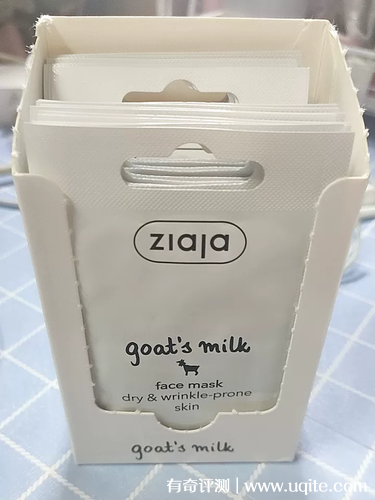 ziaja
goat's milk
face mask
dry & wrinkle-prone
skin
goat's milk
有奇评测 | www.uqite.com